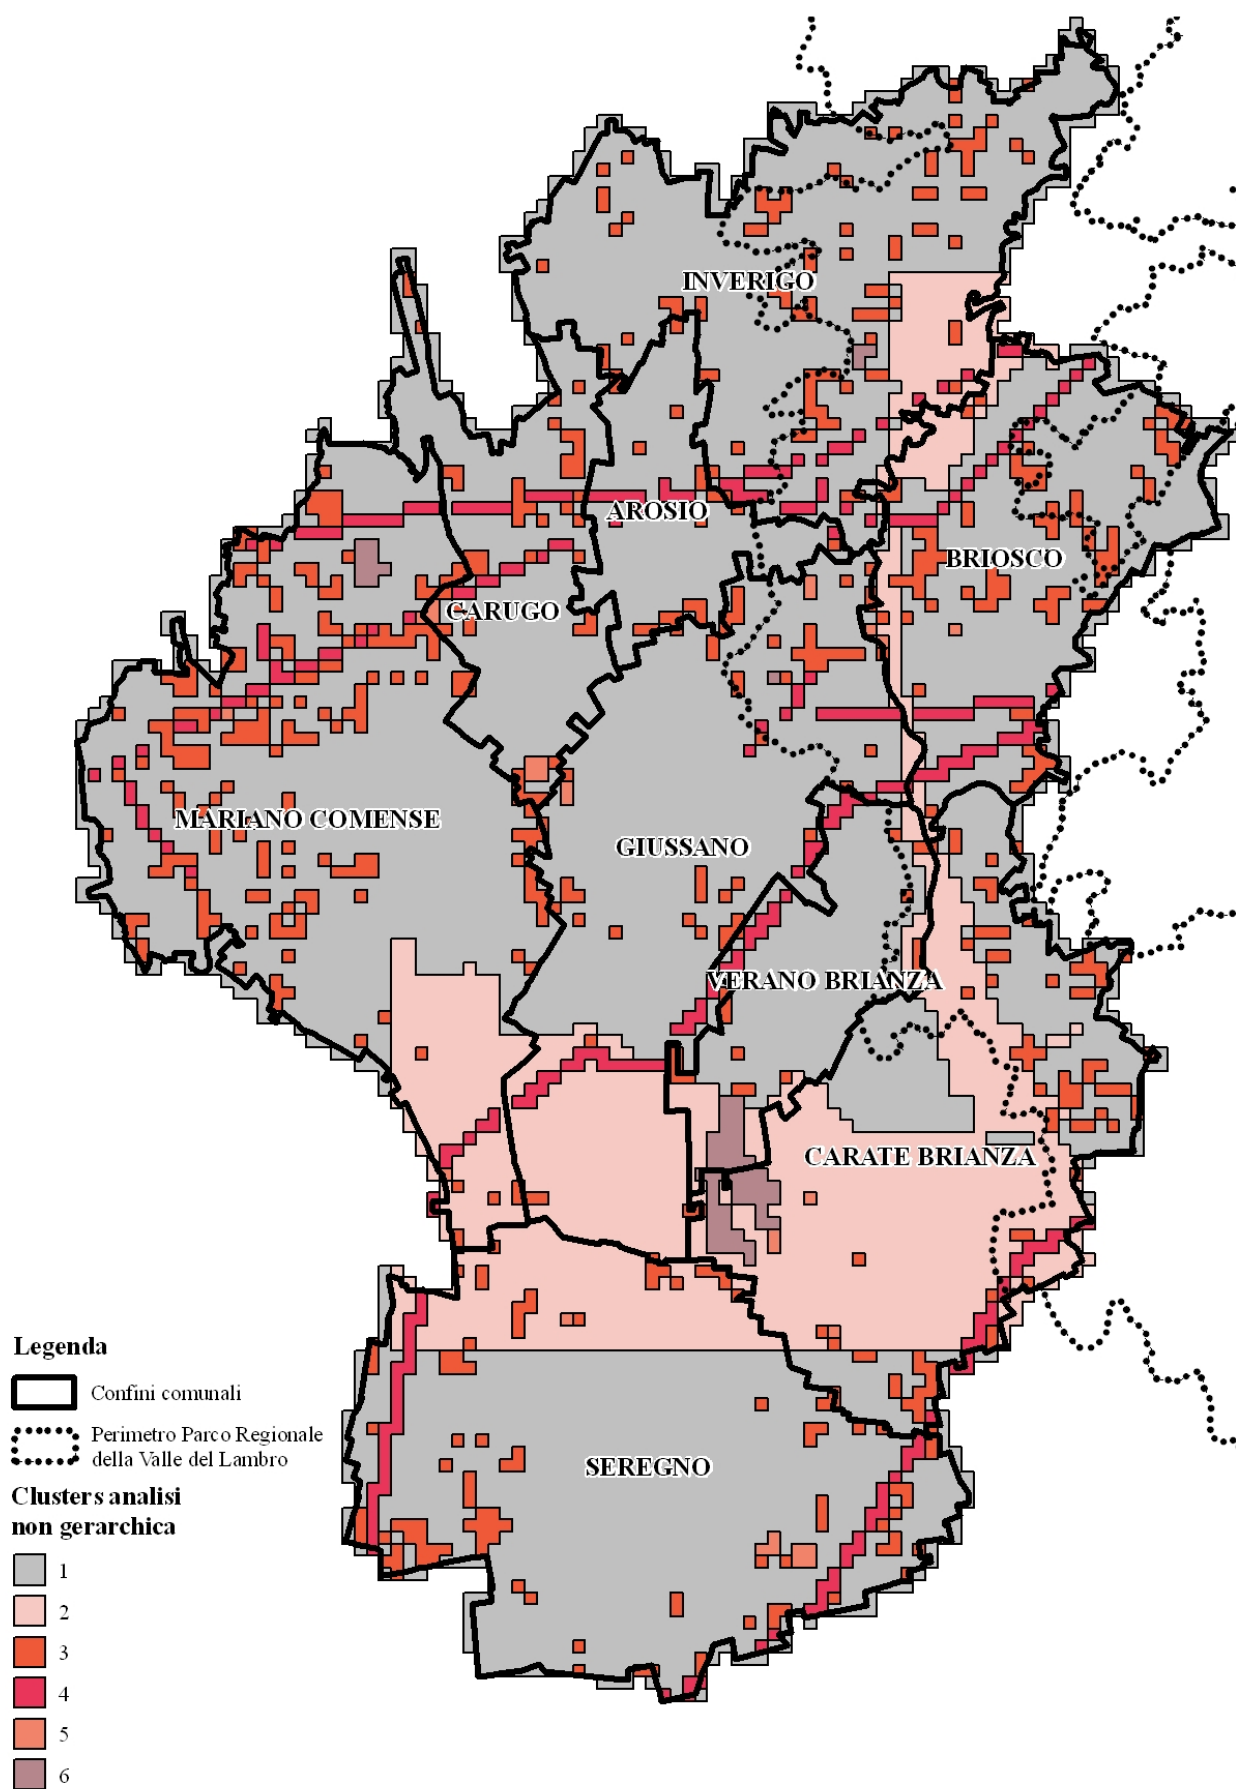 INVERIGO
AROSIO
BRIOSCO
CARUGO
MARIANO COMENSE
GIUSSANO
VERANO BRIANZA
CARATE BRIANZA
SEREGNO
Legenda
Confini comunali
Perimetro Parco Regionale
della Valle del Lambro
Clusters analisi
non gerarchica
1
2
3
4
5
6